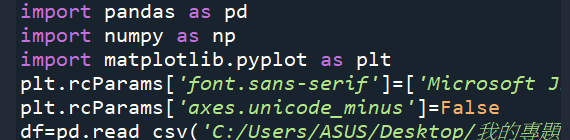 import pandas as pd
import numpy as np
import matplotlib.pyplot as plt
plt.rcParams['font.sans-serif']=['Microsoft J
plt.rcParams['axes.unicode_minus']=False
df=pd.read_csv('C:/Users/ASUS/Desktop/我的專題